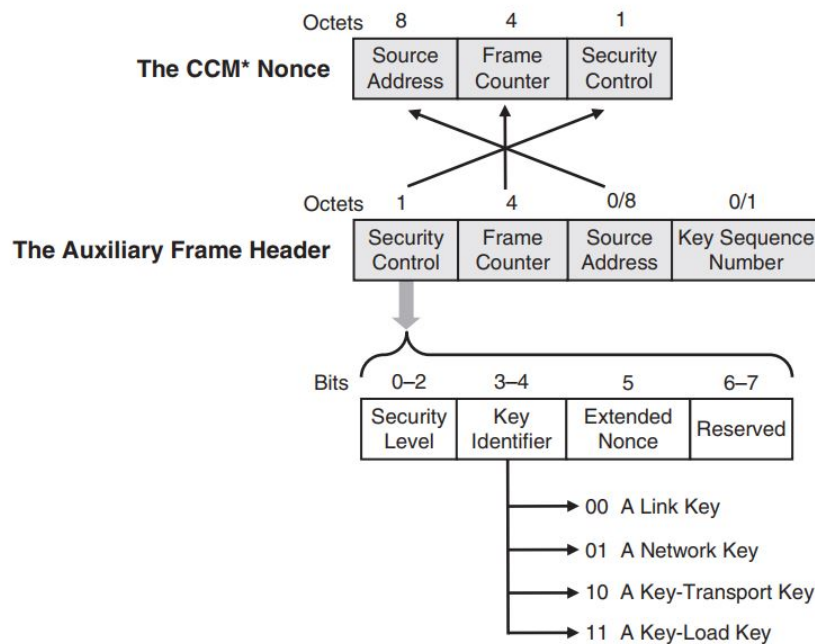 Octets 8 4 1
The CCM* Nonce
Source Address
Frame Counter
Security Control
Octets 1 4 0/8 0/1
The Auxiliary Frame Header
Security Control
Frame Counter
Source Address
Key Sequence Number
Bits 0–2 3–4 5 6–7
Security Level
Key Identifier
Extended Nonce
Reserved
00 A Link Key
01 A Network Key
10 A Key-Transport Key
11 A Key-Load Key